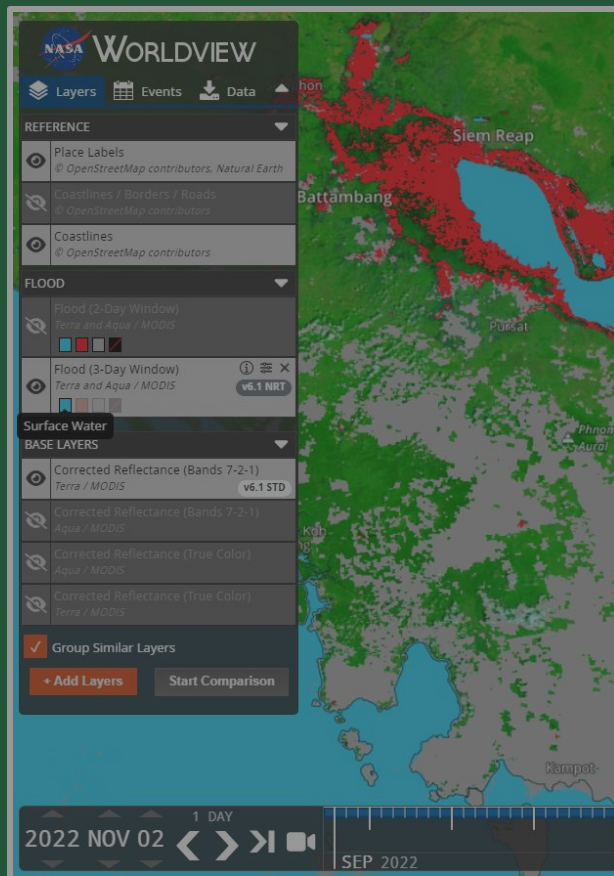 NASA WORLDVIEW
Layers Events Data
REFERENCE
Place Labels
© OpenStreetMap contributors, Natural Earth
Coastlines / Borders / Roads
© OpenStreetMap contributors
Coastlines
© OpenStreetMap contributors
FLOOD
Flood (2-Day Window)
Terra and Aqua / MODIS
Flood (3-Day Window)
Terra and Aqua / MODIS
v6.1 NRT
Surface Water
BASE LAYERS
Corrected Reflectance (Bands 7-2-1)
Terra / MODIS
v6.1 STD
Corrected Reflectance (Bands 7-2-1)
Aqua / MODIS
Corrected Reflectance (True Color)
Aqua / MODIS
Corrected Reflectance (True Color)
Terra / MODIS
Group Similar Layers
+ Add Layers Start Comparison
hon
Siem Reap
Battambang
Pursat
Phnom
Aural
Koh
Kampot
1 DAY
2022 NOV 02
SEP 2022